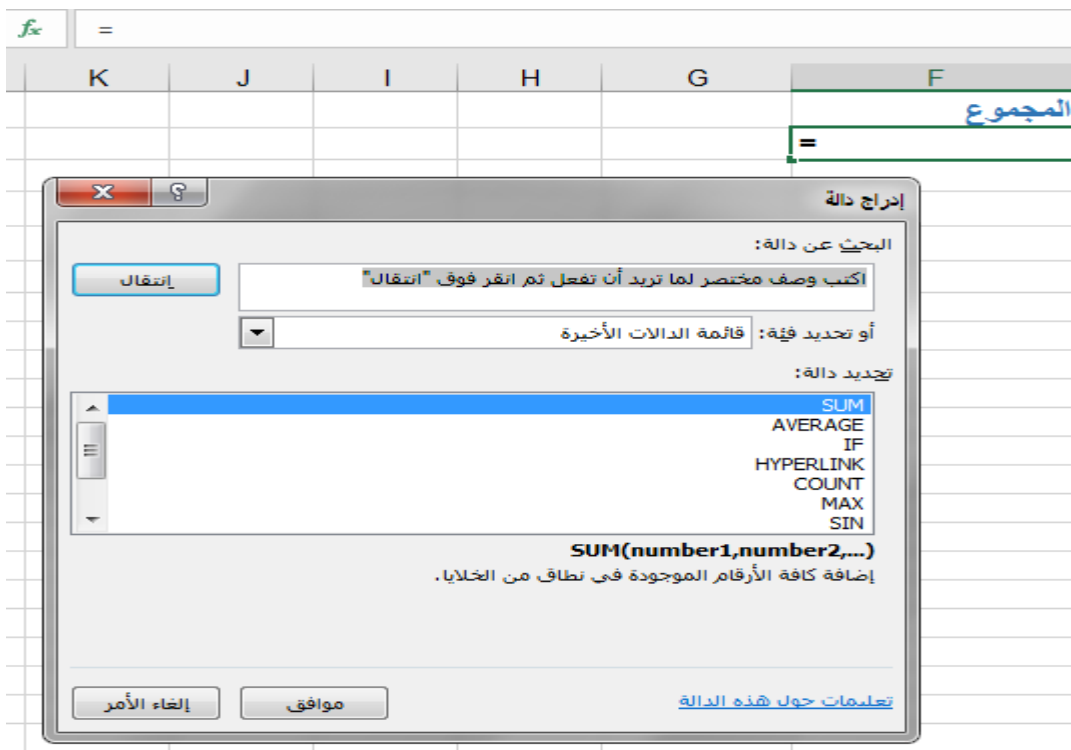 fx =
F G H I J K
المجموع
=
إدراج دالة
البحث عن دالة:
اكتب وصف مختصر لما تريد أن تفعل ثم انقر فوق "انتقال"
إنتقال
أو تحديد فئة: قائمة الدالات الأخيرة
تحديد دالة:
SUM
AVERAGE
IF
HYPERLINK
COUNT
MAX
SIN
SUM(number1,number2,...)
إضافة كافة الأرقام الموجودة في نطاق من الخلايا.
تعليمات حول هذه الدالة
موافق
إلغاء الأمر